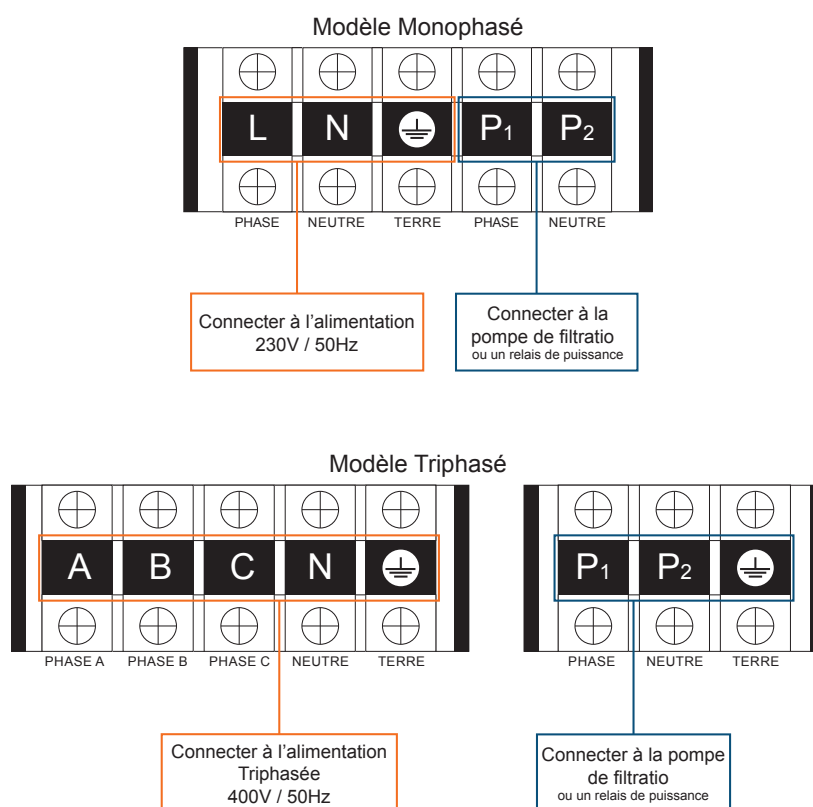 Modèle Monophasé
L N P1 P2
PHASE NEUTRE TERRE PHASE NEUTRE
Connecter à l'alimentation
230V / 50Hz
Connecter à la
pompe de filtratio
ou un relais de puissance
Modèle Triphasé
A B C N
PHASE A PHASE B PHASE C NEUTRE TERRE
P1 P2
PHASE NEUTRE TERRE
Connecter à l'alimentation
Triphasée
400V / 50Hz
Connecter à la pompe
de filtratio
ou un relais de puissance